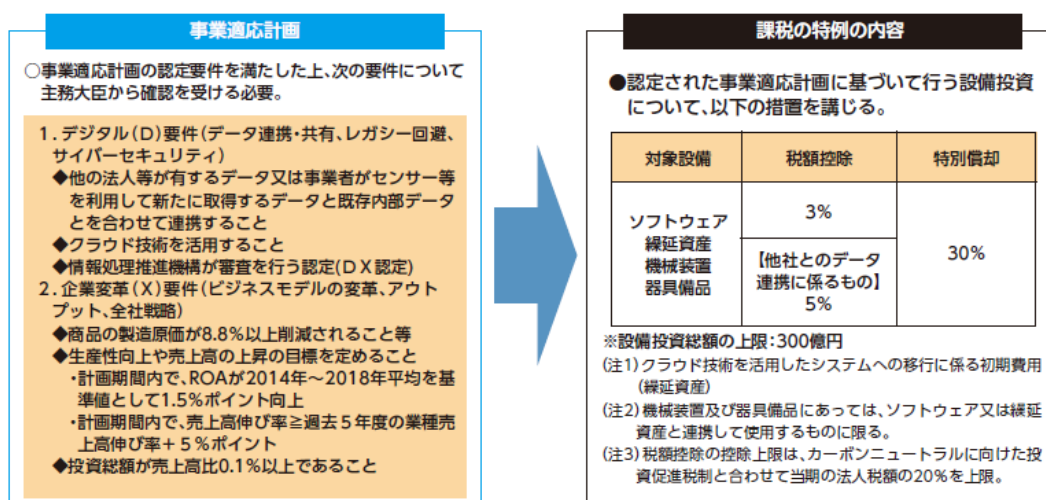 事業適応計画
○事業適応計画の認定要件を満たした上、次の要件について
主務大臣から確認を受ける必要。
1.デジタル(D)要件(データ連携・共有、レガシー回避、
サイバーセキュリティ)
◆他の法人等が有するデータ又は事業者がセンサー等
を利用して新たに取得するデータと既存内部データ
とを合わせて連携すること
◆クラウド技術を活用すること
◆情報処理推進機構が審査を行う認定(DX認定)
2.企業変革(X)要件(ビジネスモデルの変革、アウト
プット、全社戦略)
◆商品の製造原価が8.8%以上削減されること等
◆生産性向上や売上高の上昇の目標を定めること
・計画期間内で、ROAが2014年～2018年平均を基
準値として1.5%ポイント向上
・計画期間内で、売上高伸び率≧過去5年度の業種売
上高伸び率+5%ポイント
◆投資総額が売上高比0.1%以上であること
課税の特例の内容
●認定された事業適応計画に基づいて行う設備投資
について、以下の措置を講じる。
対象設備 税額控除 特別償却
ソフトウェア
繰延資産
機械装置
器具備品
3%
【他社とのデータ
連携に係るもの】
5%
30%
※設備投資総額の上限:300億円
(注1)クラウド技術を活用したシステムへの移行に係る初期費用
(繰延資産)
(注2)機械装置及び器具備品にあっては、ソフトウェア又は繰延
資産と連携して使用するものに限る。
(注3)税額控除の控除上限は、カーボンニュートラルに向けた投
資促進税制と合わせて当期の法人税額の20%を上限。